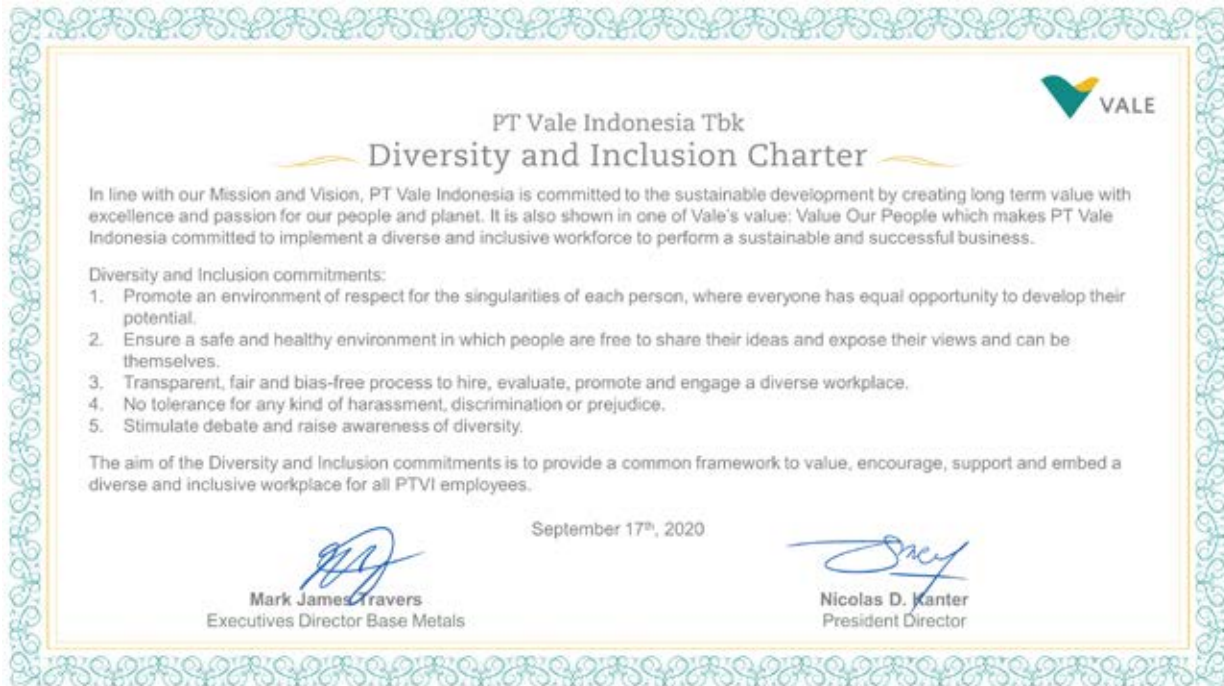 VALE
PT Vale Indonesia Tbk
Diversity and Inclusion Charter
In line with our Mission and Vision, PT Vale Indonesia is committed to the sustainable development by creating long term value with
excellence and passion for our people and planet. It is also shown in one of Vale's value: Value Our People which makes PT Vale
Indonesia committed to implement a diverse and inclusive workforce to perform a sustainable and successful business.
Diversity and Inclusion commitments:
1. Promote an environment of respect for the singularities of each person, where everyone has equal opportunity to develop their
potential.
2. Ensure a safe and healthy environment in which people are free to share their ideas and expose their views and can be
themselves.
3. Transparent, fair and bias-free process to hire, evaluate, promote and engage a diverse workplace.
4. No tolerance for any kind of harassment, discrimination or prejudice.
5. Stimulate debate and raise awareness of diversity.
The aim of the Diversity and Inclusion commitments is to provide a common framework to value, encourage, support and embed a
diverse and inclusive workplace for all PTVI employees.
September 17th, 2020
Mark James Travers
Executives Director Base Metals
Nicolas D. Kanter
President Director